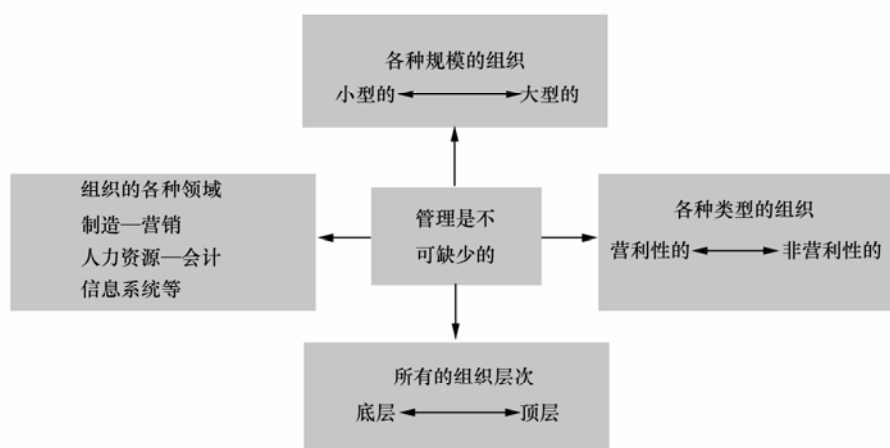 各种规模的组织
小型的 大型的
组织的各种领域
制造—营销
人力资源—会计
信息系统等
管理是不
可缺少的
各种类型的组织
营利性的 非营利性的
所有的组织层次
底层 顶层